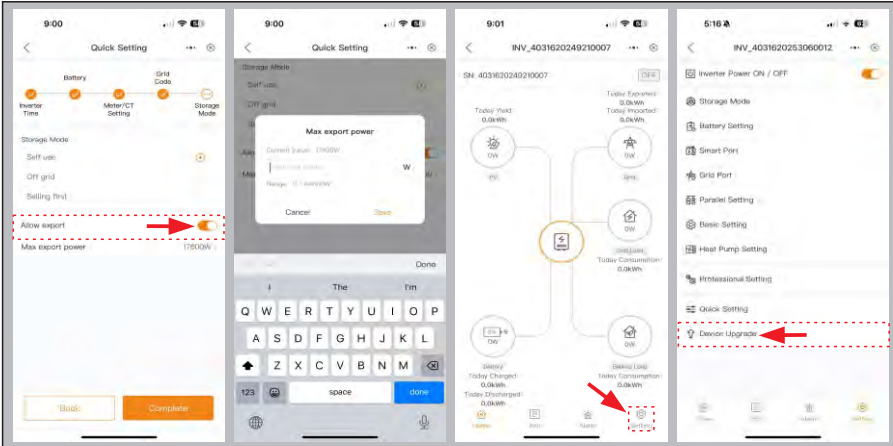 9:00
Quick Setting
Battery
Grid
Code
Inverter
Time
Meter/CT
Setting
Storage
Mode
Storage Mode
Self use
Off grid
Selling first
Allow export
Max export power
17600W
Back
Complete
9:00
Quick Setting
Storage Mode
Self use
Off grid
Max export power
Current Value: 17600W
W
Cancel
Save
Done
I
The
I'm
Q W E R T Y U I O P
A S D F G H J K L
Z X C V B N M
123
space
done
9:01
INV_4031620249210007
SN: 4031620249210007
OFF
Today Exported:
0.0kWh
Today Imported:
0.0kWh
Today Yield:
0.0kWh
0W
PV
0W
Grid
0W
Today Consumption:
0.0kWh
0W
Battery
Today Charged:
0.0kWh
Today Discharged:
0.0kWh
0W
Backup Load
Today Consumption:
0.0kWh
Setting
5:16
INV_4031620253060012
Inverter Power ON / OFF
Storage Mode
Battery Setting
Smart Port
Grid Port
Parallel Setting
Basic Setting
Heat Pump Setting
Professional Setting
Quick Setting
Device Upgrade